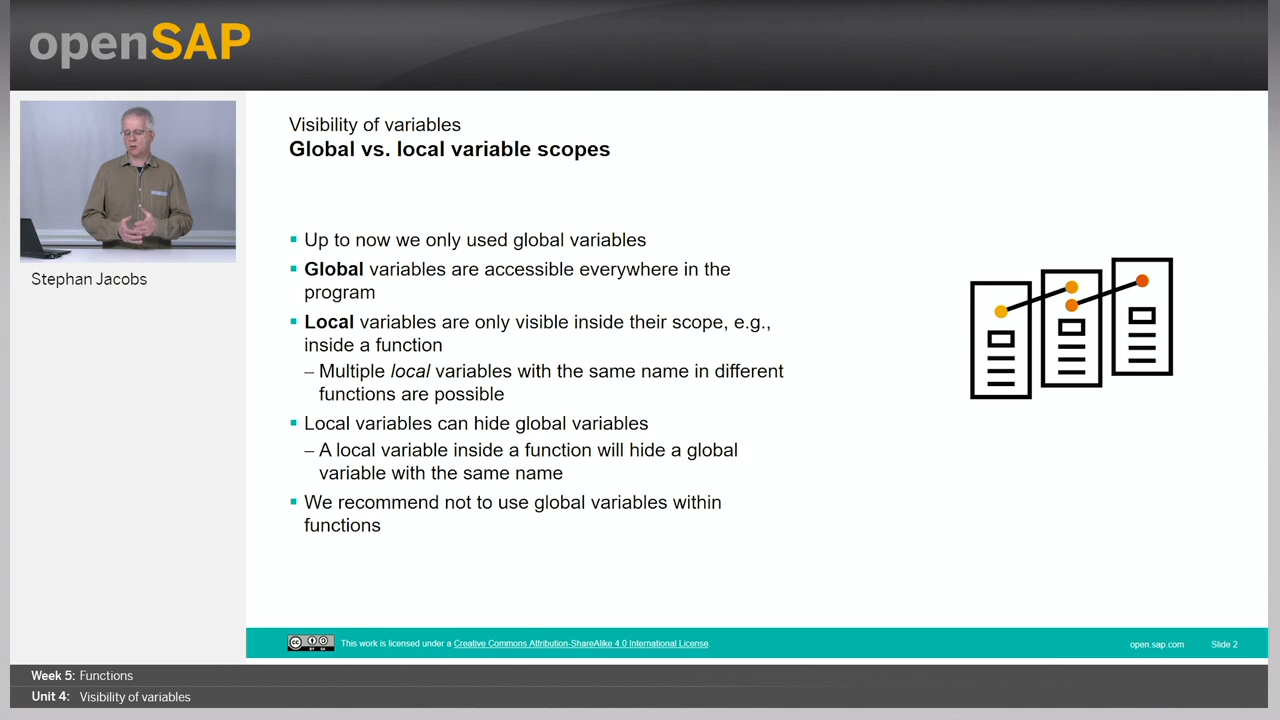 openSAP
Visibility of variables
Global vs. local variable scopes
Stephan Jacobs
▪ Up to now we only used global variables
▪ Global variables are accessible everywhere in the
program
▪ Local variables are only visible inside their scope, e.g.,
inside a function
– Multiple local variables with the same name in different
functions are possible
▪ Local variables can hide global variables
– A local variable inside a function will hide a global
variable with the same name
▪ We recommend not to use global variables within
functions
cc BY SA This work is licensed under a Creative Commons Attribution-ShareAlike 4.0 International License. open.sap.com Slide 2
Week 5: Functions
Unit 4: Visibility of variables